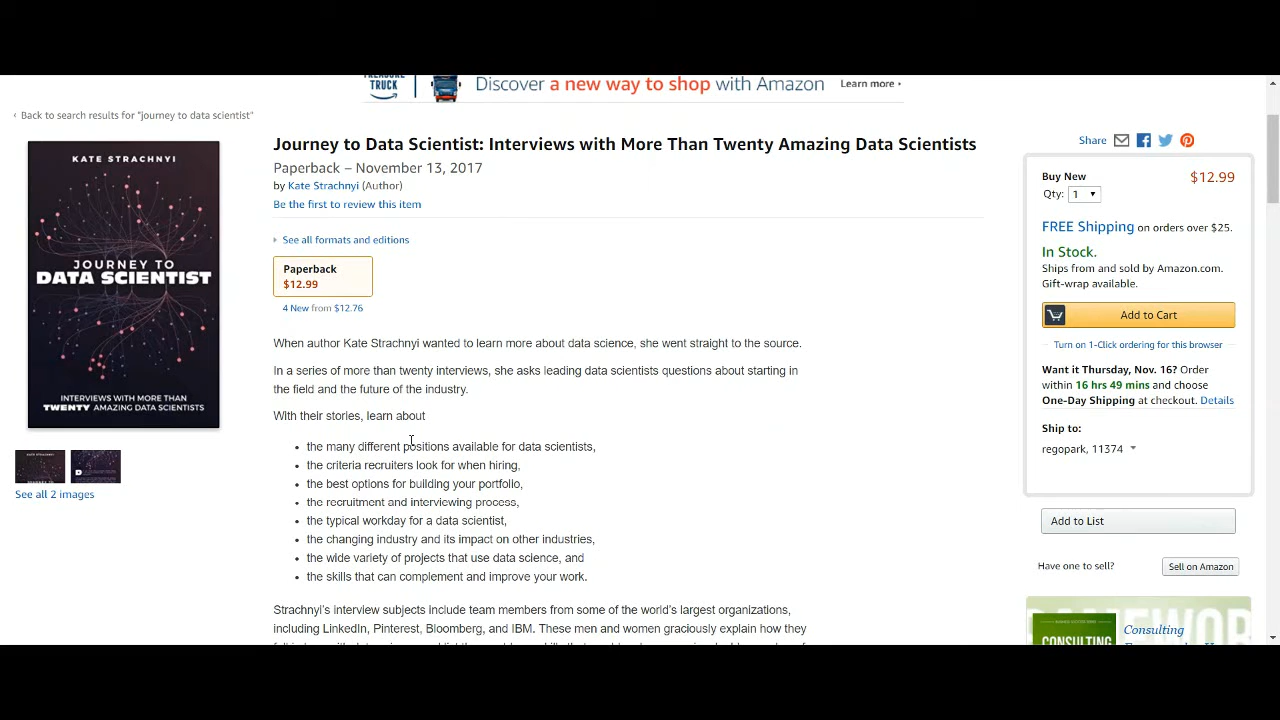 TRUCK
Discover a new way to shop with Amazon
Learn more ›
‹ Back to search results for "journey to data scientist"
KATE STRACHNYI
JOURNEY TO
DATA SCIENTIST
INTERVIEWS WITH MORE THAN
TWENTY AMAZING DATA SCIENTISTS
See all 2 images
Journey to Data Scientist: Interviews with More Than Twenty Amazing Data Scientists
Paperback – November 13, 2017
by Kate Strachnyi (Author)
Be the first to review this item
See all formats and editions
Paperback
$12.99
4 New from $12.76
When author Kate Strachnyi wanted to learn more about data science, she went straight to the source.
In a series of more than twenty interviews, she asks leading data scientists questions about starting in
the field and the future of the industry.
With their stories, learn about
• the many different positions available for data scientists,
• the criteria recruiters look for when hiring,
• the best options for building your portfolio,
• the recruitment and interviewing process,
• the typical workday for a data scientist,
• the changing industry and its impact on other industries,
• the wide variety of projects that use data science, and
• the skills that can complement and improve your work.
Strachnyi's interview subjects include team members from some of the world's largest organizations,
including LinkedIn, Pinterest, Bloomberg, and IBM. These men and women graciously explain how they
Share
Buy New $12.99
Qty: 1
FREE Shipping on orders over $25.
In Stock.
Ships from and sold by Amazon.com.
Gift-wrap available.
Add to Cart
Turn on 1-Click ordering for this browser
Want it Thursday, Nov. 16? Order
within 16 hrs 49 mins and choose
One-Day Shipping at checkout. Details
Ship to:
regopark, 11374
Add to List
Have one to sell? Sell on Amazon
CONSULTING
Consulting